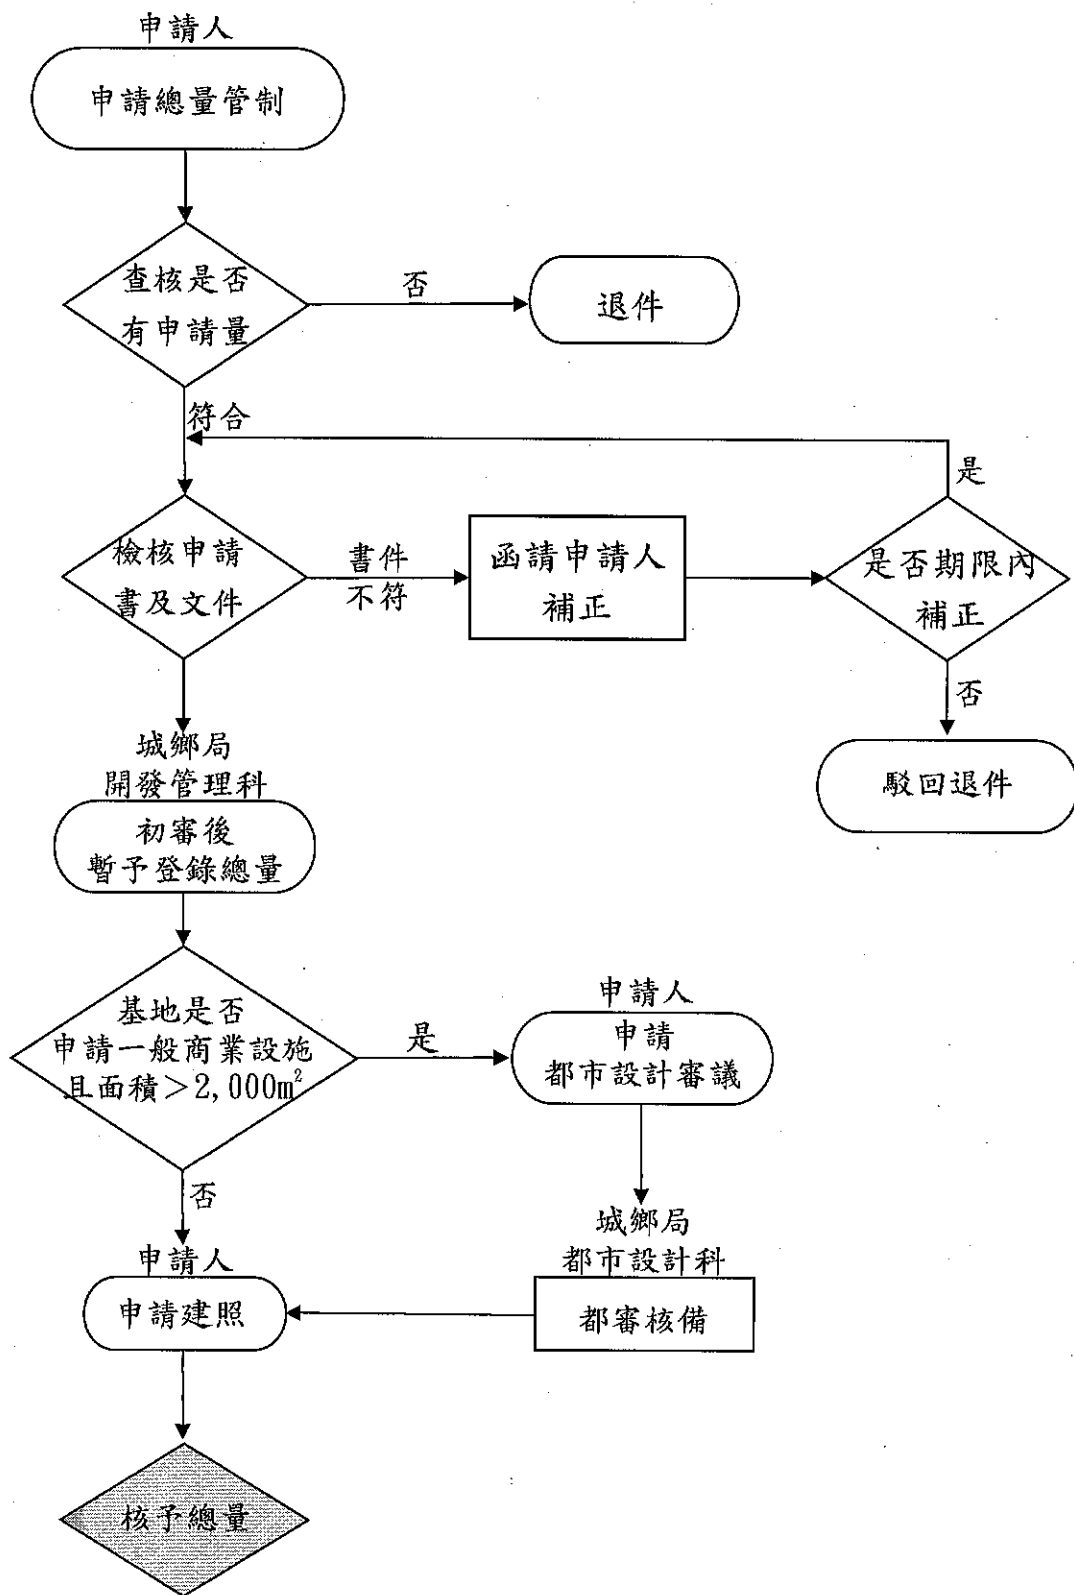 申請人
申請總量管制
查核是否
有申請量
否
退件
符合
是
檢核申請
書及文件
書件
不符
函請申請人
補正
是否期限內
補正
否
駁回退件
城鄉局
開發管理科
初審後
暫予登錄總量
基地是否
申請一般商業設施
且面積＞2,000m²
是
申請人
申請
都市設計審議
否
城鄉局
都市設計科
都審核備
申請人
申請建照
核予總量